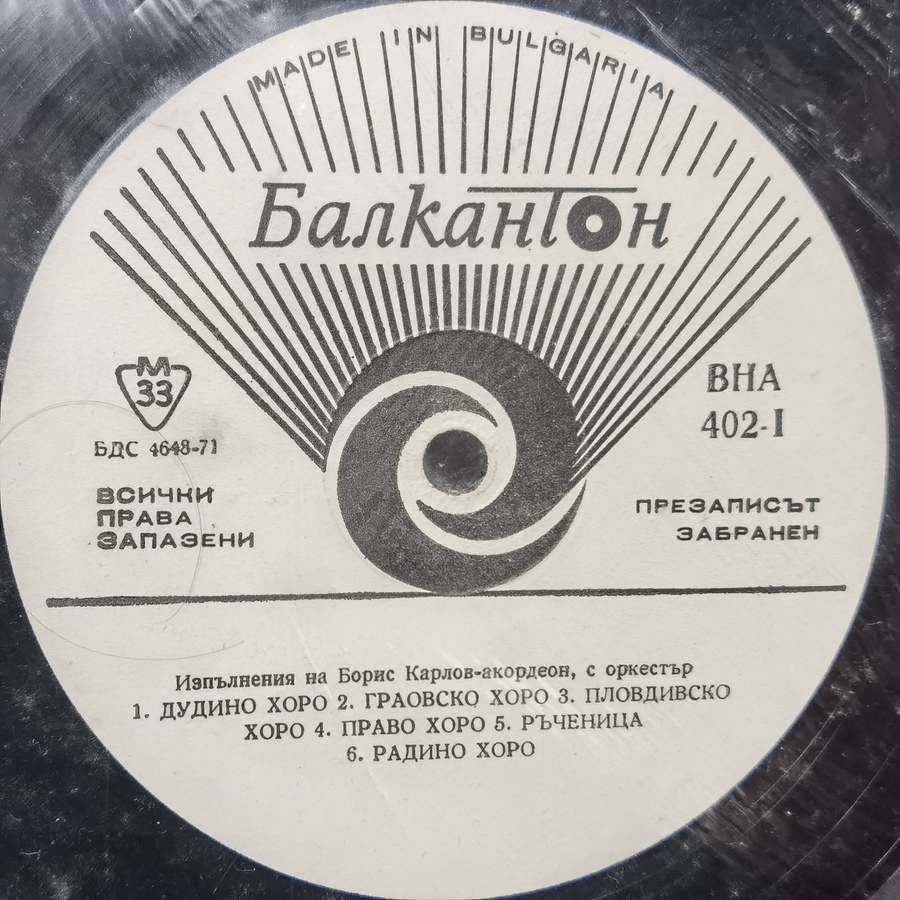 MADE IN BULGARIA
Балкантон
М
33
БДС 4648-71
ВНА
402-I
ВСИЧКИ
ПРАВА
ЗАПАЗЕНИ
ПРЕЗАПИСЪТ
ЗАБРАНЕН
Изпълнения на Борис Карлов-акордеон, с оркестър
1. ДУДИНО ХОРО 2. ГРАОВСКО ХОРО 3. ПЛОВДИВСКО
ХОРО 4. ПРАВО ХОРО 5. РЪЧЕНИЦА
6. РАДИНО ХОРО